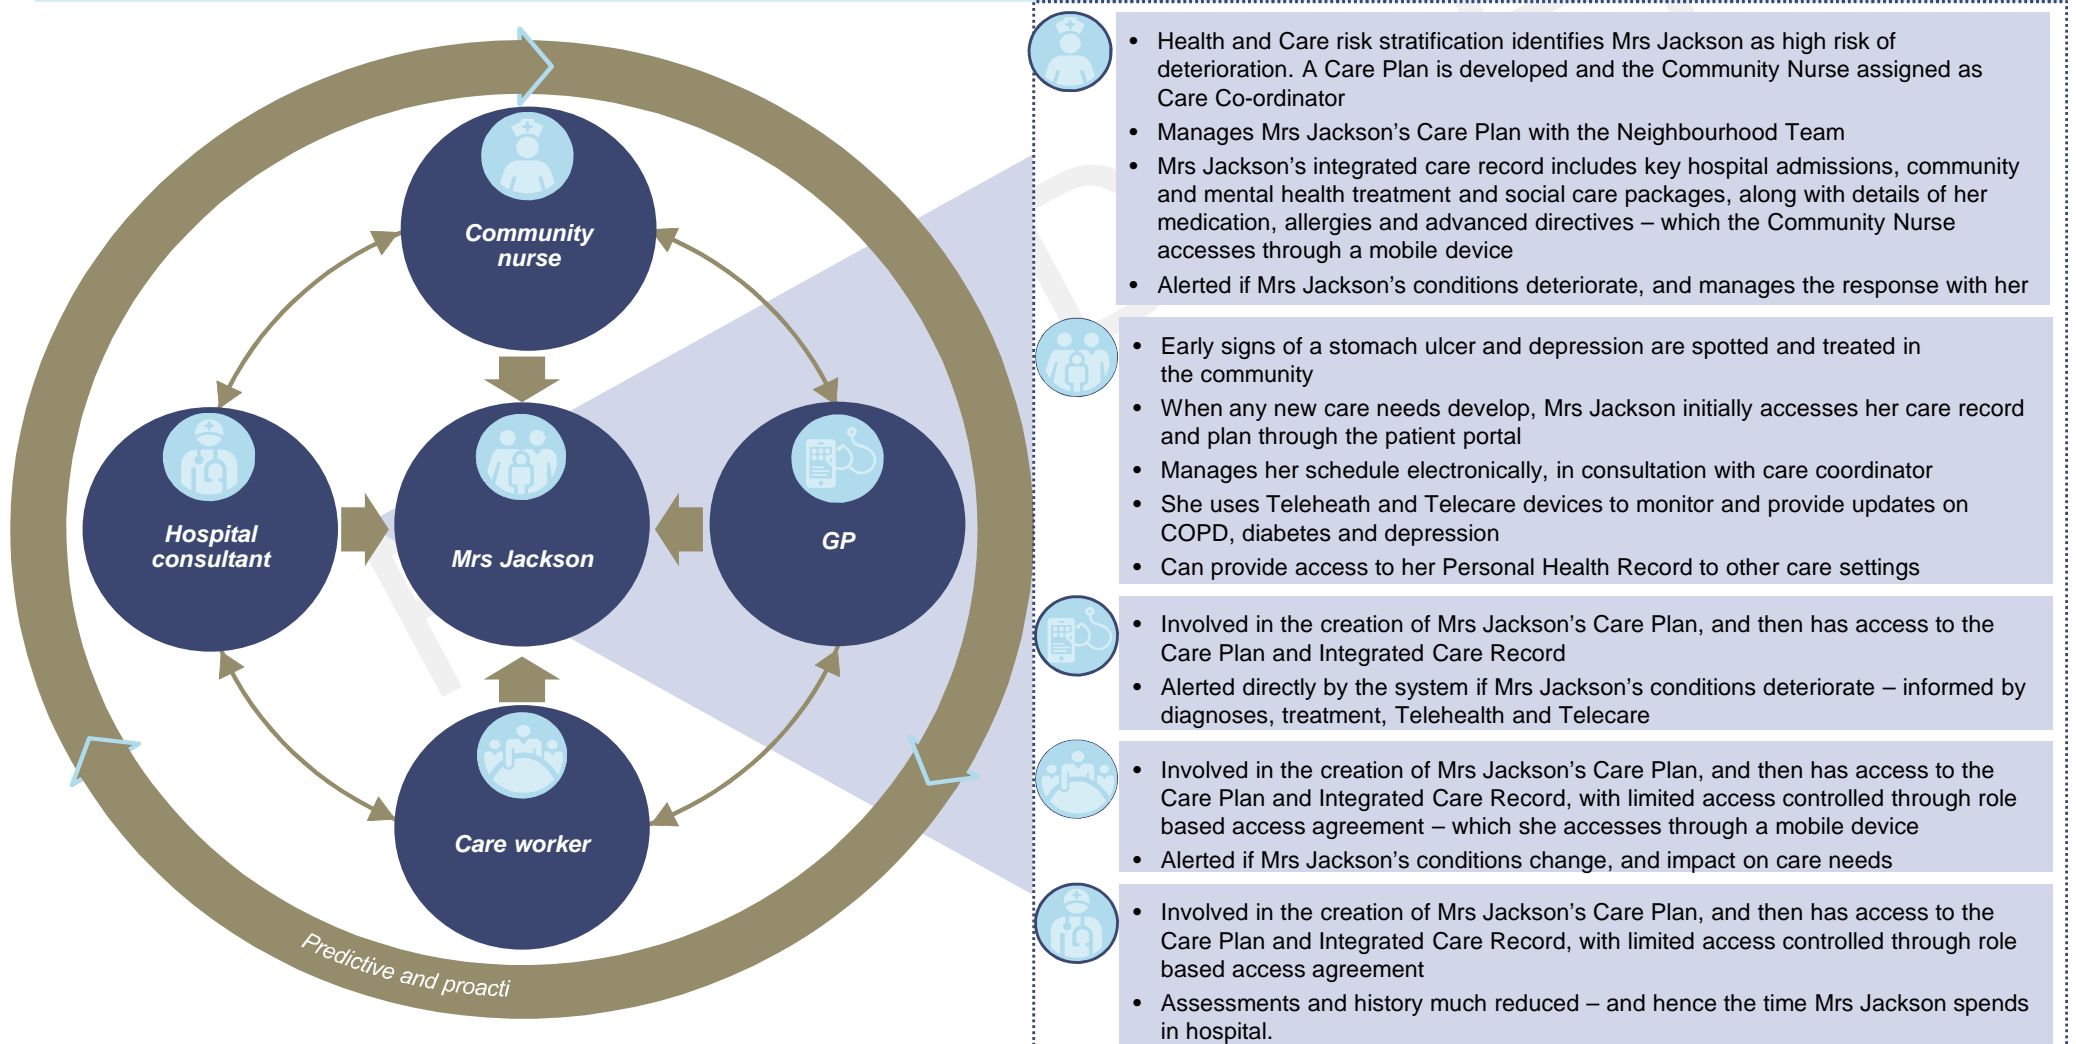 Community
nurse
Hospital
consultant
Mrs Jackson
GP
Care worker
Predictive and proacti
• Health and Care risk stratification identifies Mrs Jackson as high risk of
deterioration. A Care Plan is developed and the Community Nurse assigned as
Care Co-ordinator
• Manages Mrs Jackson’s Care Plan with the Neighbourhood Team
• Mrs Jackson’s integrated care record includes key hospital admissions, community
and mental health treatment and social care packages, along with details of her
medication, allergies and advanced directives – which the Community Nurse
accesses through a mobile device
• Alerted if Mrs Jackson’s conditions deteriorate, and manages the response with her
• Early signs of a stomach ulcer and depression are spotted and treated in
the community
• When any new care needs develop, Mrs Jackson initially accesses her care record
and plan through the patient portal
• Manages her schedule electronically, in consultation with care coordinator
• She uses Teleheath and Telecare devices to monitor and provide updates on
COPD, diabetes and depression
• Can provide access to her Personal Health Record to other care settings
• Involved in the creation of Mrs Jackson’s Care Plan, and then has access to the
Care Plan and Integrated Care Record
• Alerted directly by the system if Mrs Jackson’s conditions deteriorate – informed by
diagnoses, treatment, Telehealth and Telecare
• Involved in the creation of Mrs Jackson’s Care Plan, and then has access to the
Care Plan and Integrated Care Record, with limited access controlled through role
based access agreement – which she accesses through a mobile device
• Alerted if Mrs Jackson’s conditions change, and impact on care needs
• Involved in the creation of Mrs Jackson’s Care Plan, and then has access to the
Care Plan and Integrated Care Record, with limited access controlled through role
based access agreement
• Assessments and history much reduced – and hence the time Mrs Jackson spends
in hospital.